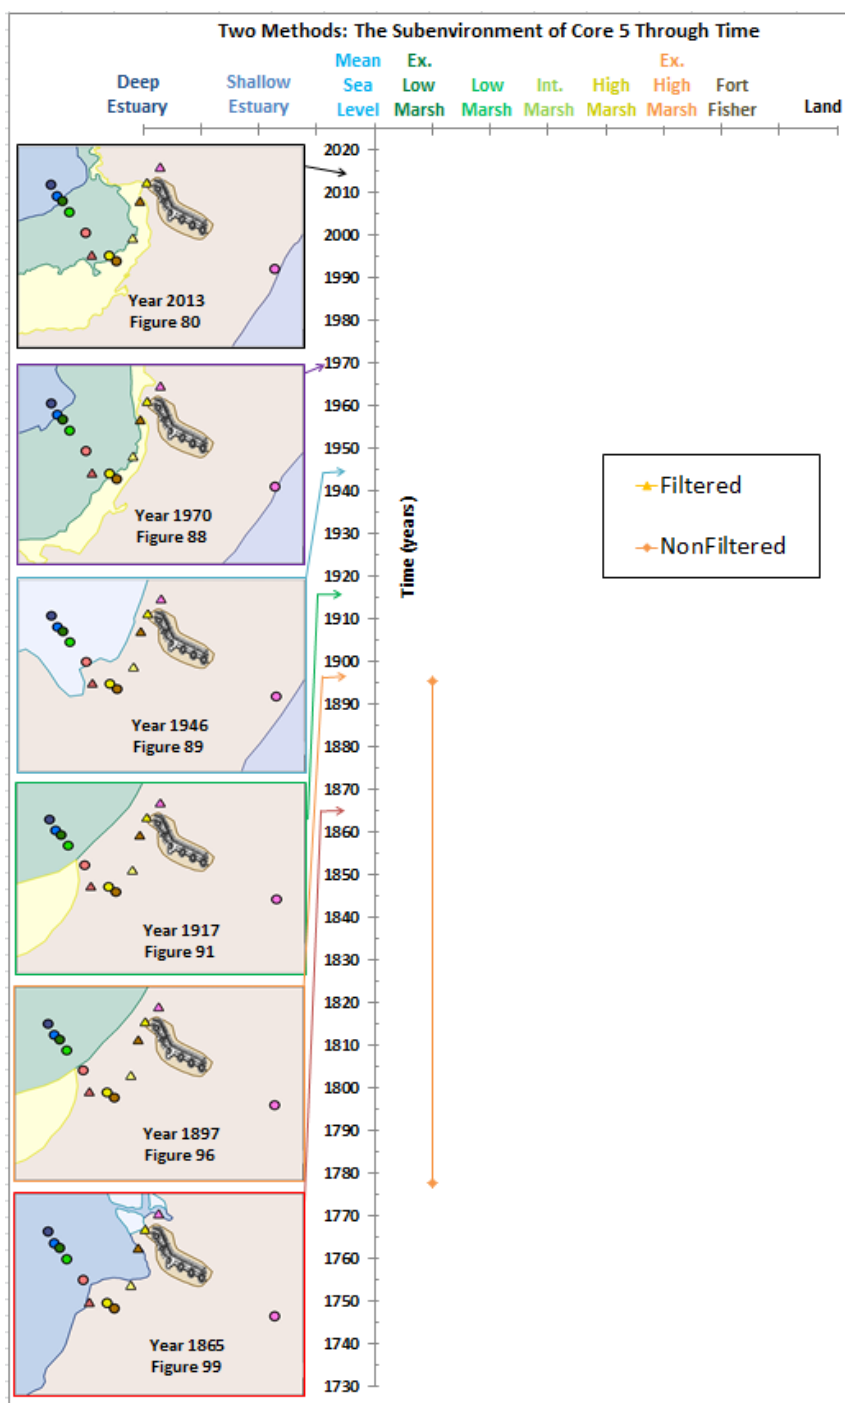 Two Methods: The Subenvironment of Core 5 Through Time
Deep
Estuary
Shallow
Estuary
Mean
Sea
Level
Ex.
Low
Marsh
Low
Marsh
Int.
Marsh
High
Marsh
Ex.
High
Marsh
Fort
Fisher
Land
2020
2010
2000
1990
1980
1970
1960
1950
1940
1930
1920
1910
1900
1890
1880
1870
1860
1850
1840
1830
1820
1810
1800
1790
1780
1770
1760
1750
1740
1730
Time (years)
Year 2013
Figure 80
Year 1970
Figure 88
Year 1946
Figure 89
Year 1917
Figure 91
Year 1897
Figure 96
Year 1865
Figure 99
Filtered
NonFiltered